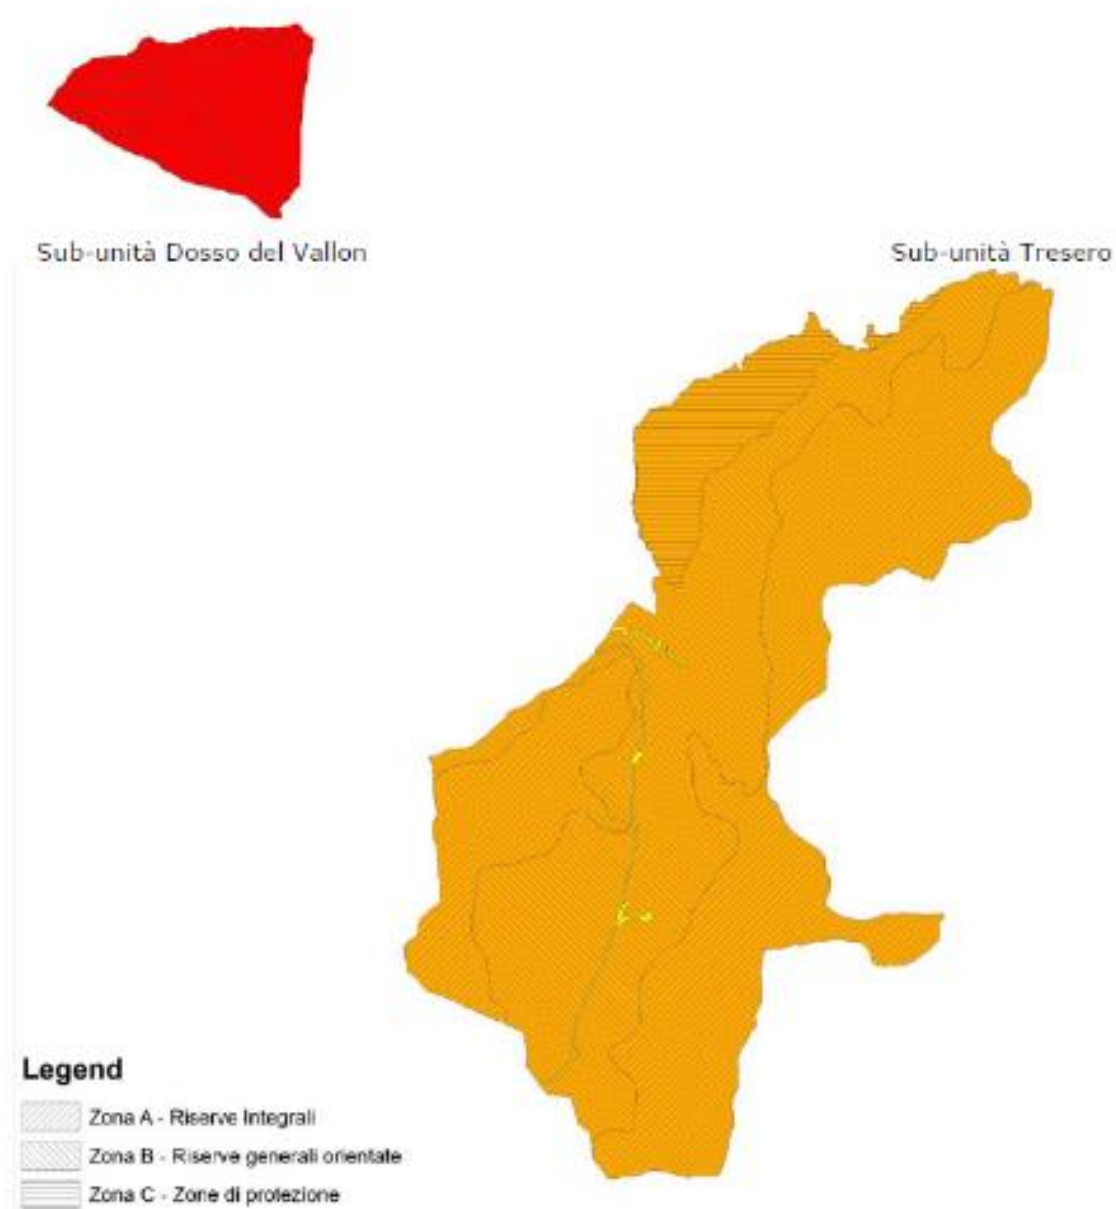 Sub-unità Dosso del Vallon
Sub-unità Tresero
Legend
Zona A - Riserve Integrali
Zona B - Riserve generali orientate
Zona C - Zone di protezione